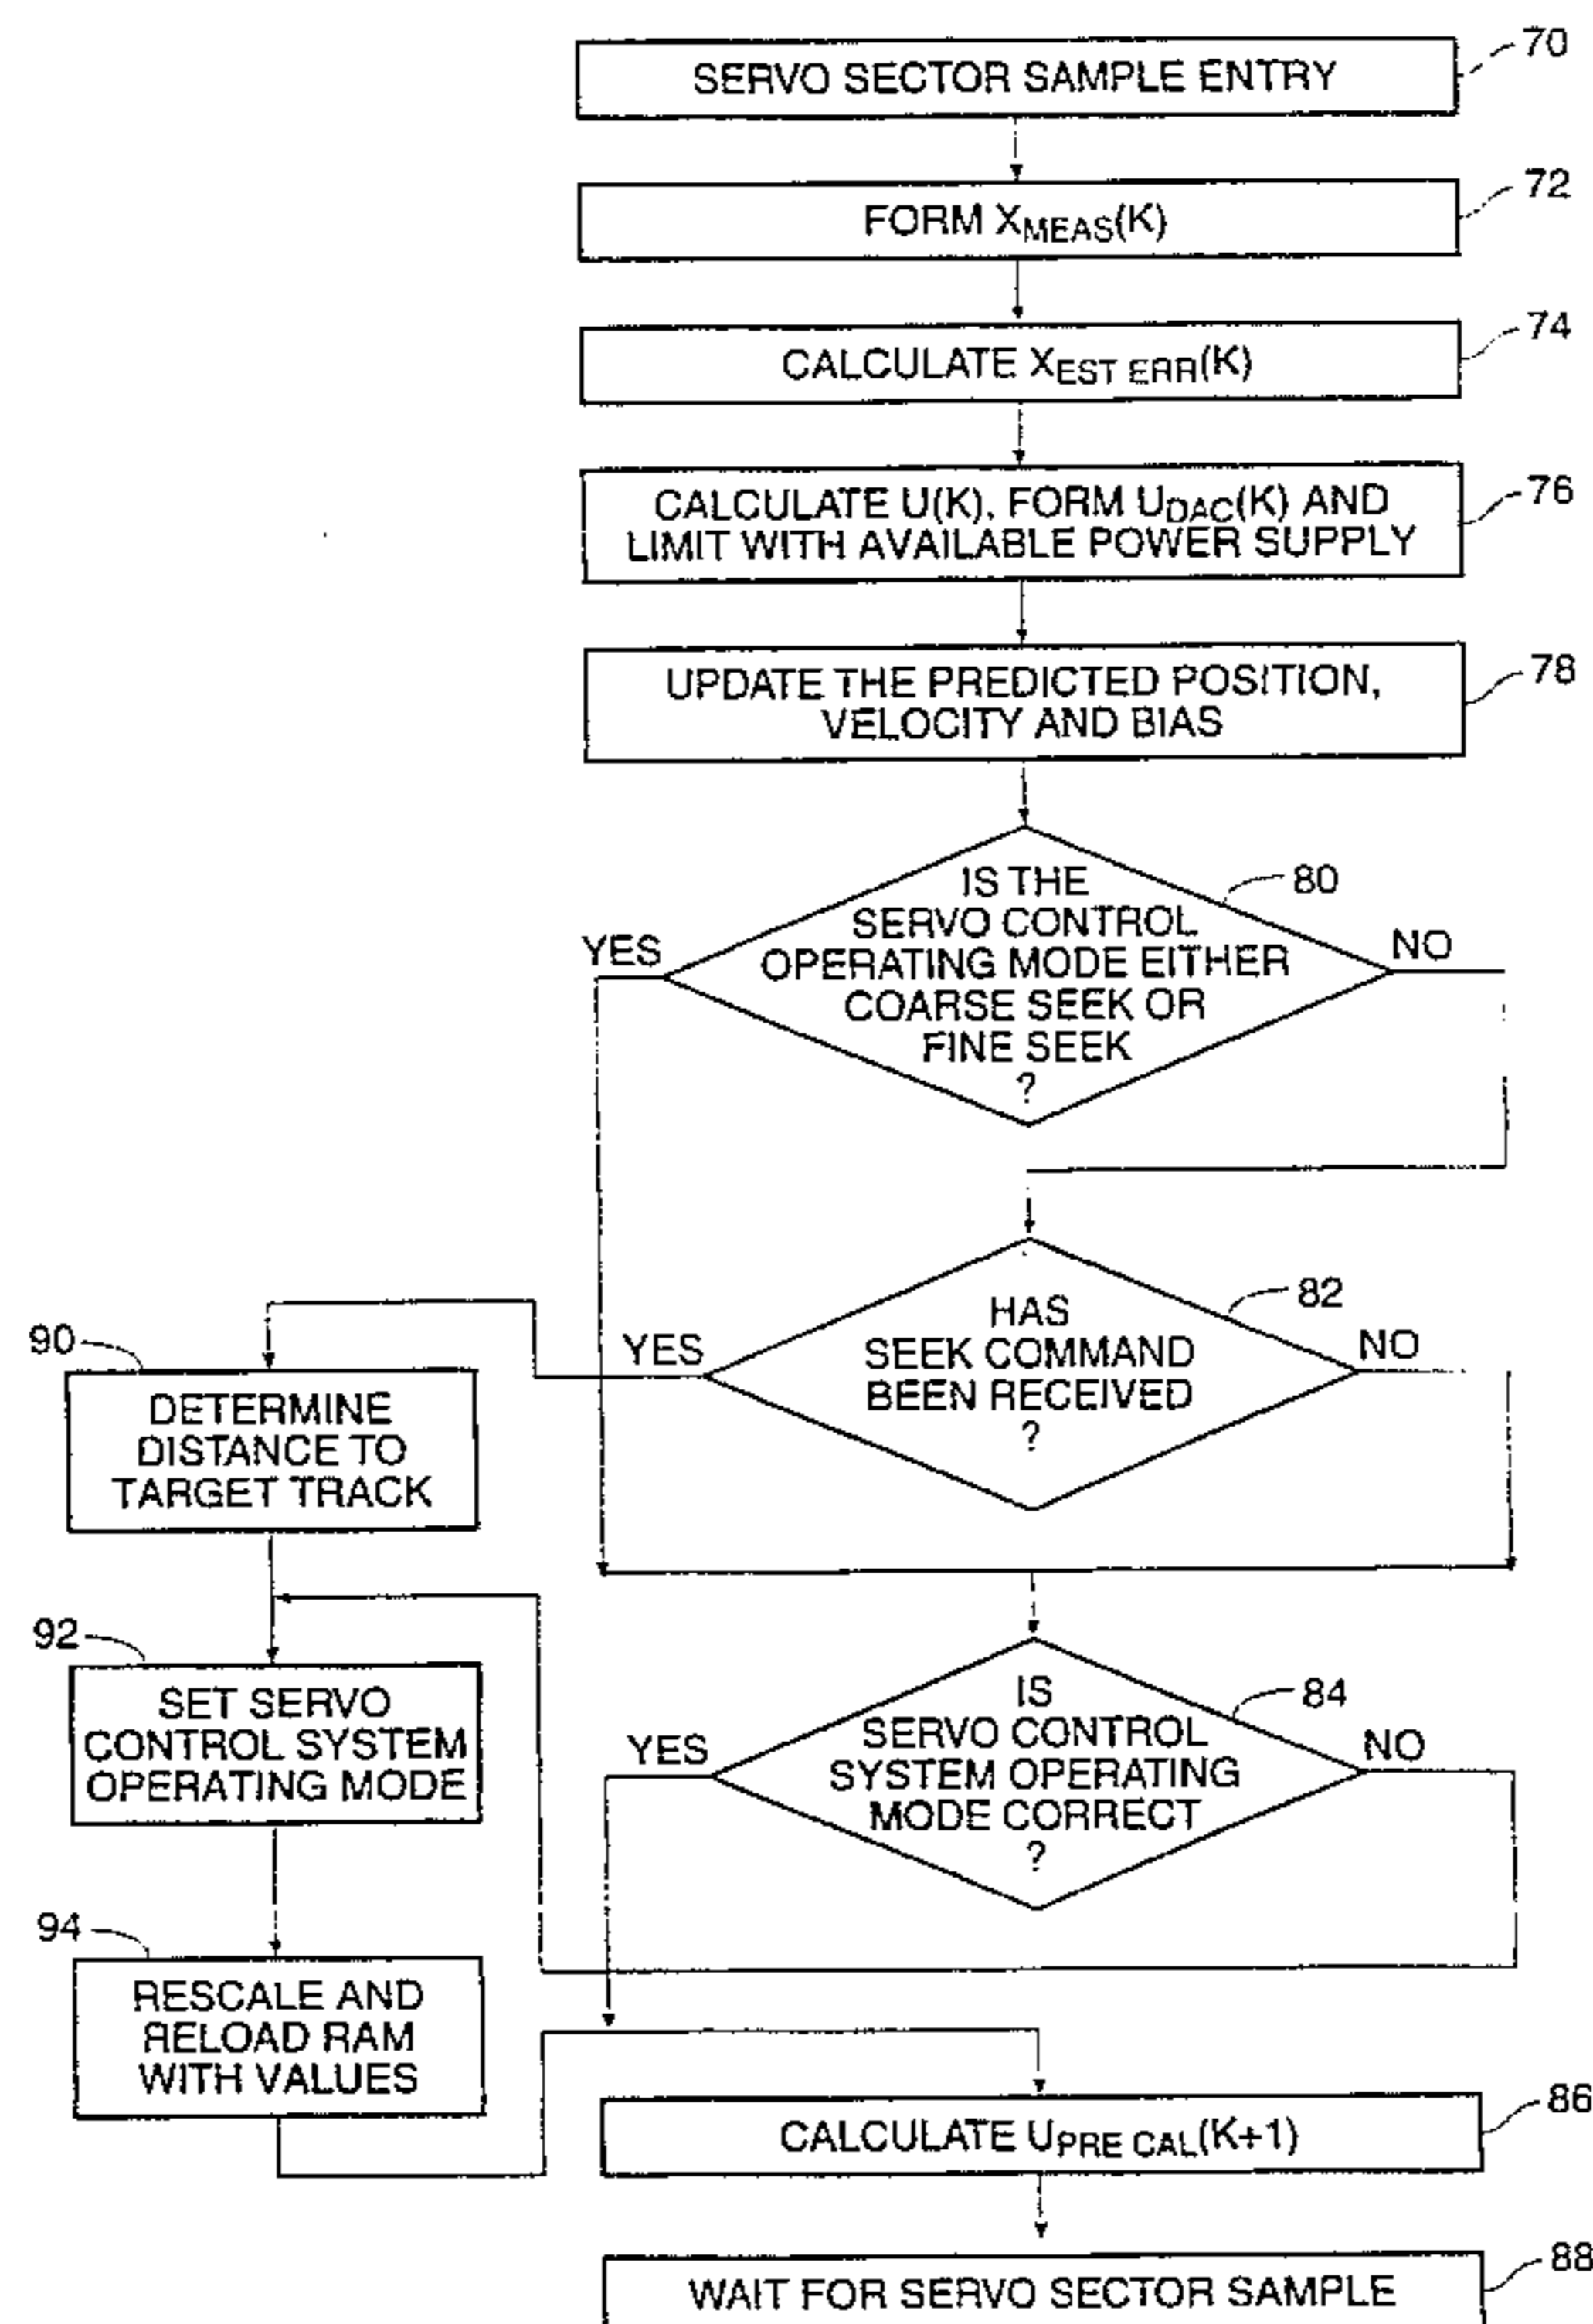 SERVO SECTOR SAMPLE ENTRY
70
FORM XMEAS(K)
72
CALCULATE XEST ERR(K)
74
CALCULATE U(K), FORM UDAC(K) AND
LIMIT WITH AVAILABLE POWER SUPPLY
76
UPDATE THE PREDICTED POSITION,
VELOCITY AND BIAS
78
IS THE
SERVO CONTROL
OPERATING MODE EITHER
COARSE SEEK OR
FINE SEEK
?
80
YES
NO
HAS
SEEK COMMAND
BEEN RECEIVED
?
82
YES
NO
90
DETERMINE
DISTANCE TO
TARGET TRACK
92
SET SERVO
CONTROL SYSTEM
OPERATING MODE
IS
SERVO CONTROL
SYSTEM OPERATING
MODE CORRECT
?
84
YES
NO
94
RESCALE AND
RELOAD RAM
WITH VALUES
CALCULATE UPRE CAL(K+1)
86
WAIT FOR SERVO SECTOR SAMPLE
88